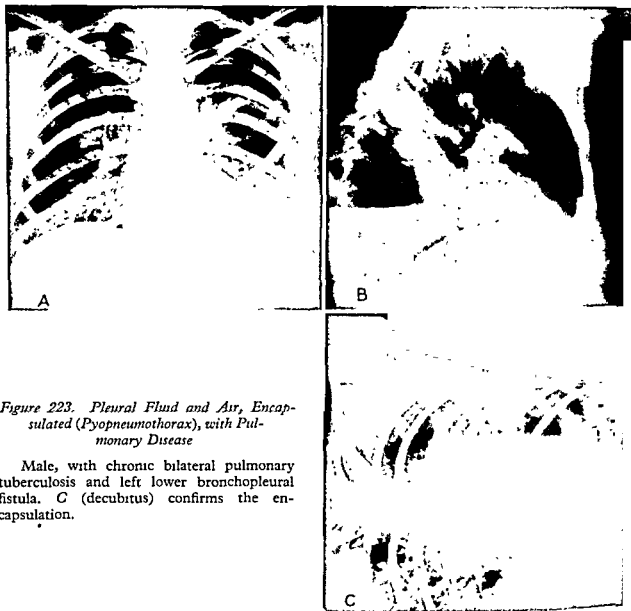 A
B
Figure 223. Pleural Fluid and Air, Encap-
sulated (Pyopneumothorax), with Pul-
monary Disease
Male, with chronic bilateral pulmonary
tuberculosis and left lower bronchopleural
fistula. C (decubitus) confirms the en-
capsulation.
C